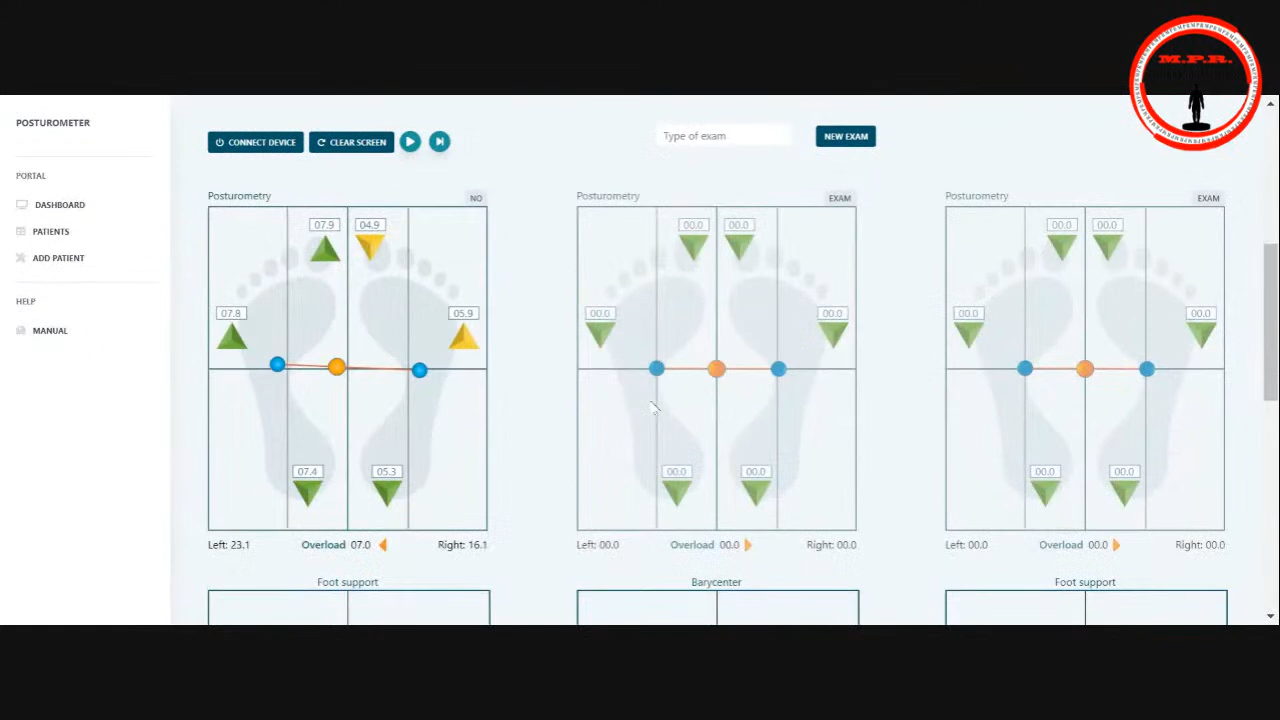 M.P.R.
POSTUROMETER
PORTAL
DASHBOARD
PATIENTS
ADD PATIENT
HELP
MANUAL
CONNECT DEVICE
CLEAR SCREEN
Type of exam
NEW EXAM
Posturometry
NO
07.9
04.9
07.8
05.9
07.4
05.3
Left: 23.1
Overload 07.0
Right: 16.1
Posturometry
EXAM
00.0
00.0
00.0
00.0
00.0
00.0
Left: 00.0
Overload 00.0
Right: 00.0
Posturometry
EXAM
00.0
00.0
00.0
00.0
00.0
00.0
Left: 00.0
Overload 00.0
Right: 00.0
Foot support
Barycenter
Foot support